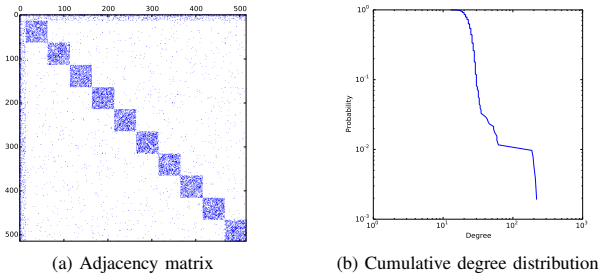 0 100 200 300 400 500
0
100
200
300
400
500
(a) Adjacency matrix
10^0
10^-1
10^-2
10^-3
Probability
10^0 10^1 10^2 10^3
Degree
(b) Cumulative degree distribution